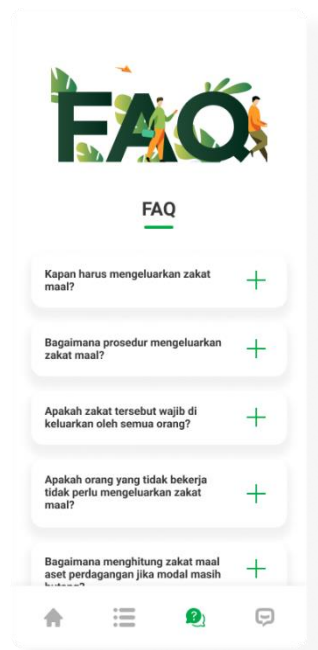 FAQ
FAQ
Kapan harus mengeluarkan zakat
maal?
Bagaimana prosedur mengeluarkan
zakat maal?
Apakah zakat tersebut wajib di
keluarkan oleh semua orang?
Apakah orang yang tidak bekerja
tidak perlu mengeluarkan zakat
maal?
Bagaimana menghitung zakat maal
aset perdagangan jika modal masih